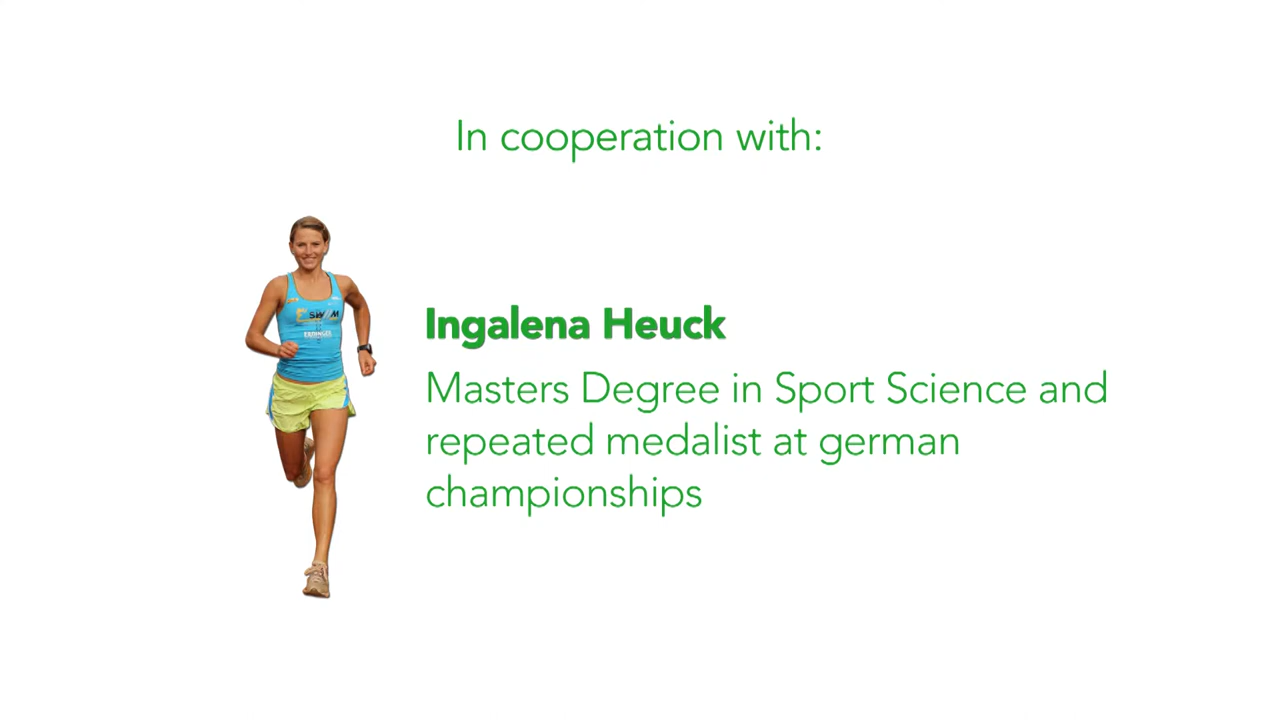 In cooperation with:
Ingalena Heuck
Masters Degree in Sport Science and
repeated medalist at german
championships